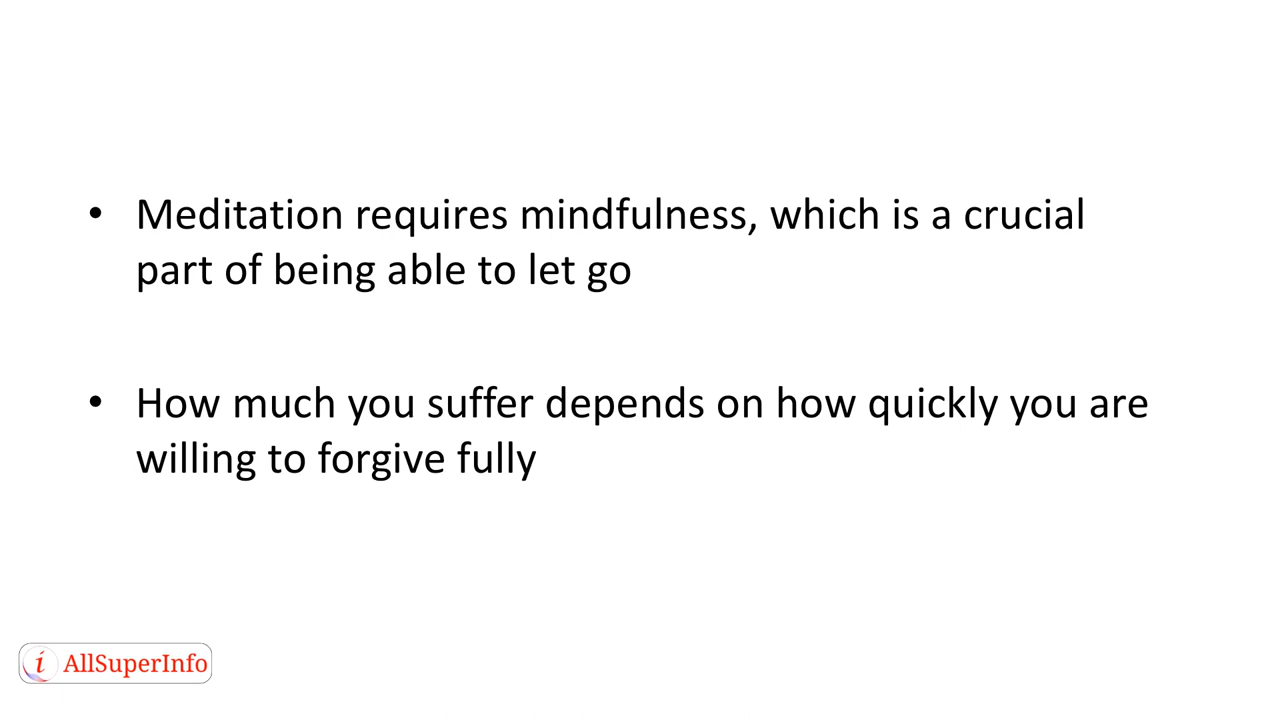 • Meditation requires mindfulness, which is a crucial
part of being able to let go
• How much you suffer depends on how quickly you are
willing to forgive fully
i AllSuperInfo